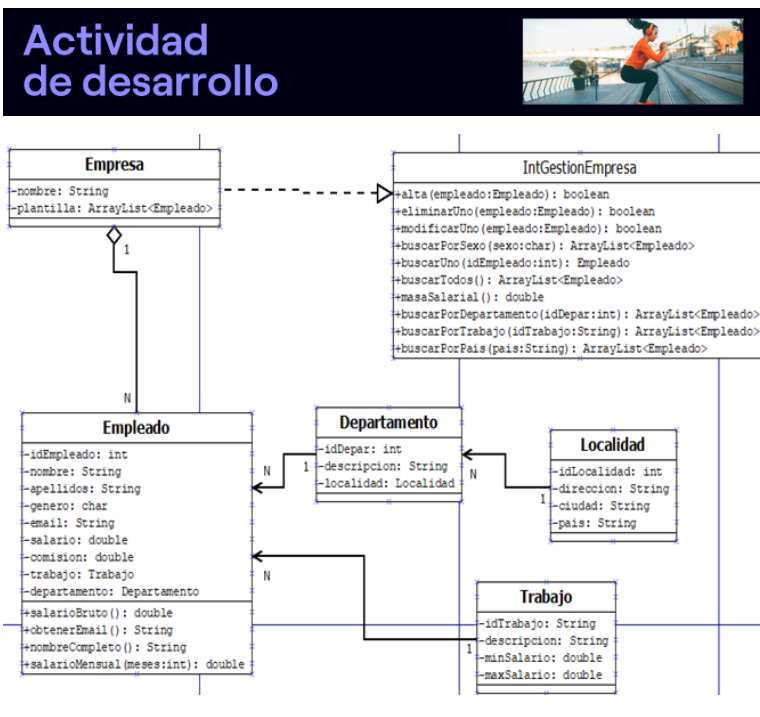 Actividad
de desarrollo
Empresa
-nombre: String
-plantilla: ArrayList<Empleado>
1
N
IntGestionEmpresa
+alta(empleado:Empleado): boolean
+eliminarUno(empleado:Empleado): boolean
+modificarUno(empleado:Empleado): boolean
+buscarPorSexo(sexo:char): ArrayList<Empleado>
+buscarUno(idEmpleado:int): Empleado
+buscarTodos(): ArrayList<Empleado>
+masaSalarial(): double
+buscarPorDepartamento(idDepar:int): ArrayList<Empleado>
+buscarPorTrabajo(idTrabajo:String): ArrayList<Empleado>
+buscarPorPais(pais:String): ArrayList<Empleado>
Empleado
-idEmpleado: int
-nombre: String
-apellidos: String
-genero: char
-email: String
-salario: double
-comision: double
-trabajo: Trabajo
-departamento: Departamento
+salarioBruto(): double
+obtenerEmail(): String
+nombreCompleto(): String
+salarioMensual(meses:int): double
N
1
N
Departamento
-idDepar: int
-descripcion: String
-localidad: Localidad
N
1
Localidad
-idLocalidad: int
-direccion: String
-ciudad: String
-pais: String
1
Trabajo
-idTrabajo: String
-descripcion: String
-minSalario: double
-maxSalario: double